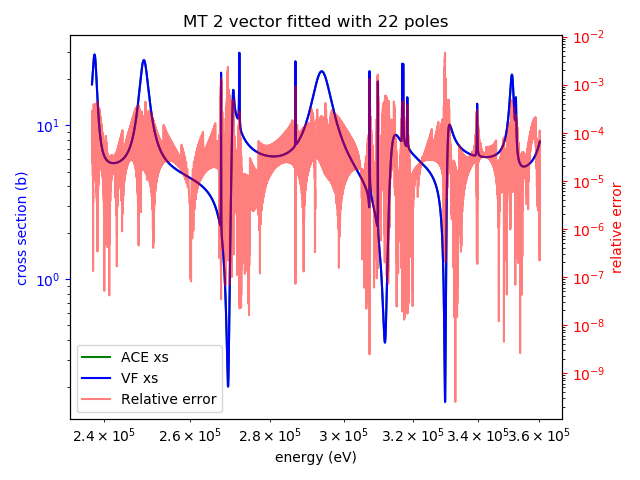 MT 2 vector fitted with 22 poles
cross section (b)
10¹
10⁰
10⁻²
10⁻³
10⁻⁴
10⁻⁵
10⁻⁶
10⁻⁷
10⁻⁸
10⁻⁹
relative error
ACE xs
VF xs
Relative error
2.4 × 10⁵ 2.6 × 10⁵ 2.8 × 10⁵ 3 × 10⁵ 3.2 × 10⁵ 3.4 × 10⁵ 3.6 × 10⁵
energy (eV)